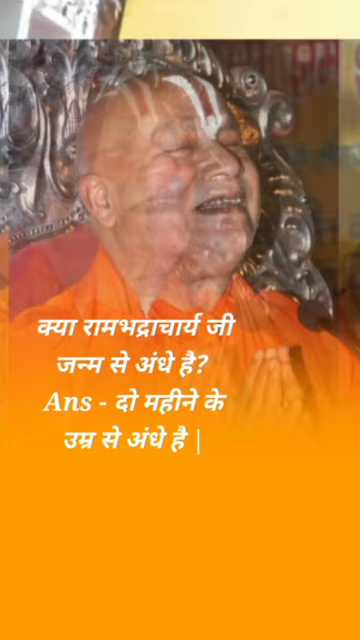 क्या रामभद्राचार्य जी
जन्म से अंधे है?
Ans - दो महीने के
उम्र से अंधे है |